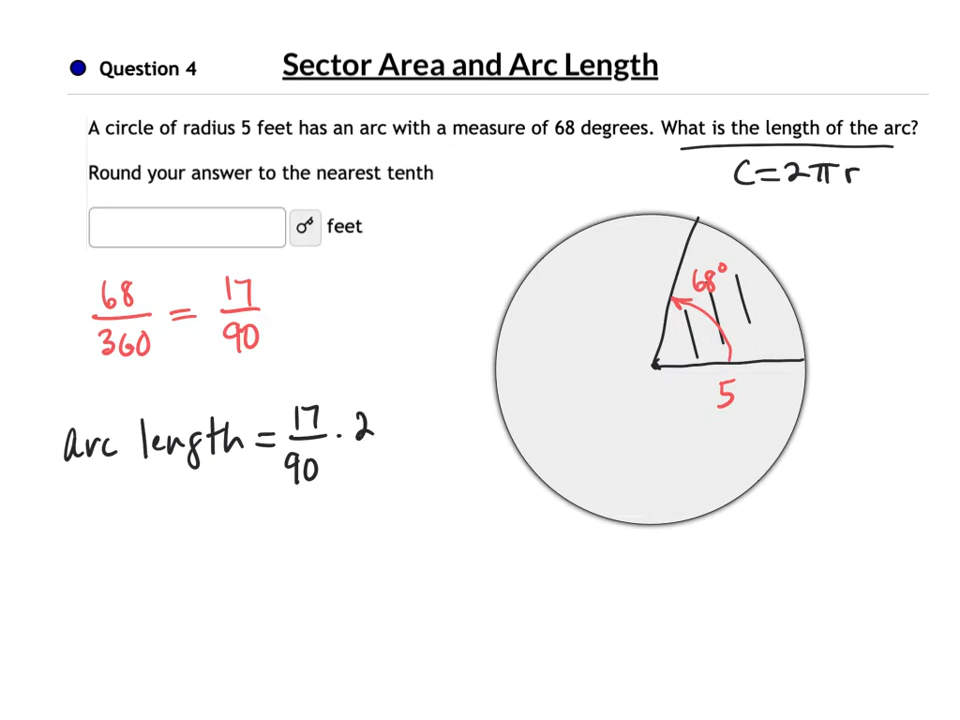 Question 4 Sector Area and Arc Length
A circle of radius 5 feet has an arc with a measure of 68 degrees. What is the length of the arc?
Round your answer to the nearest tenth
C=2πr
feet
68/360 = 17/90
68°
5
arc length = 17/90 · 2